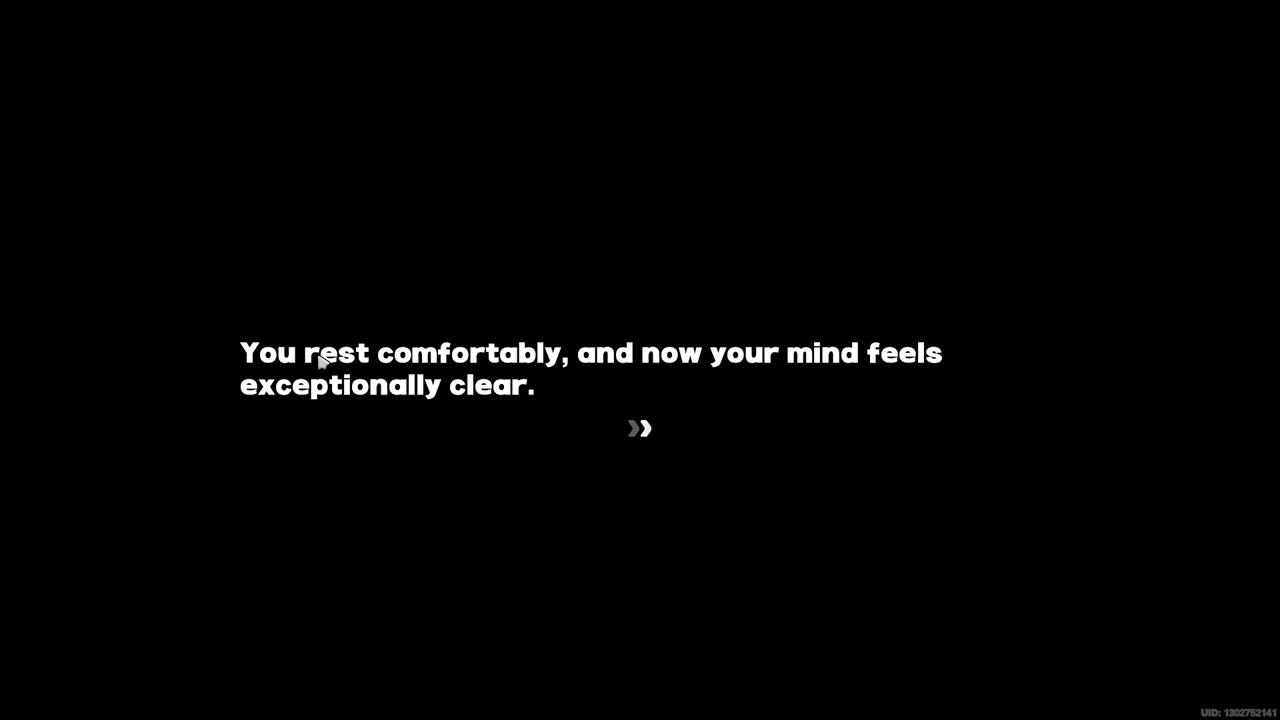 You rest comfortably, and now your mind feels
exceptionally clear.
UID: 1302752141